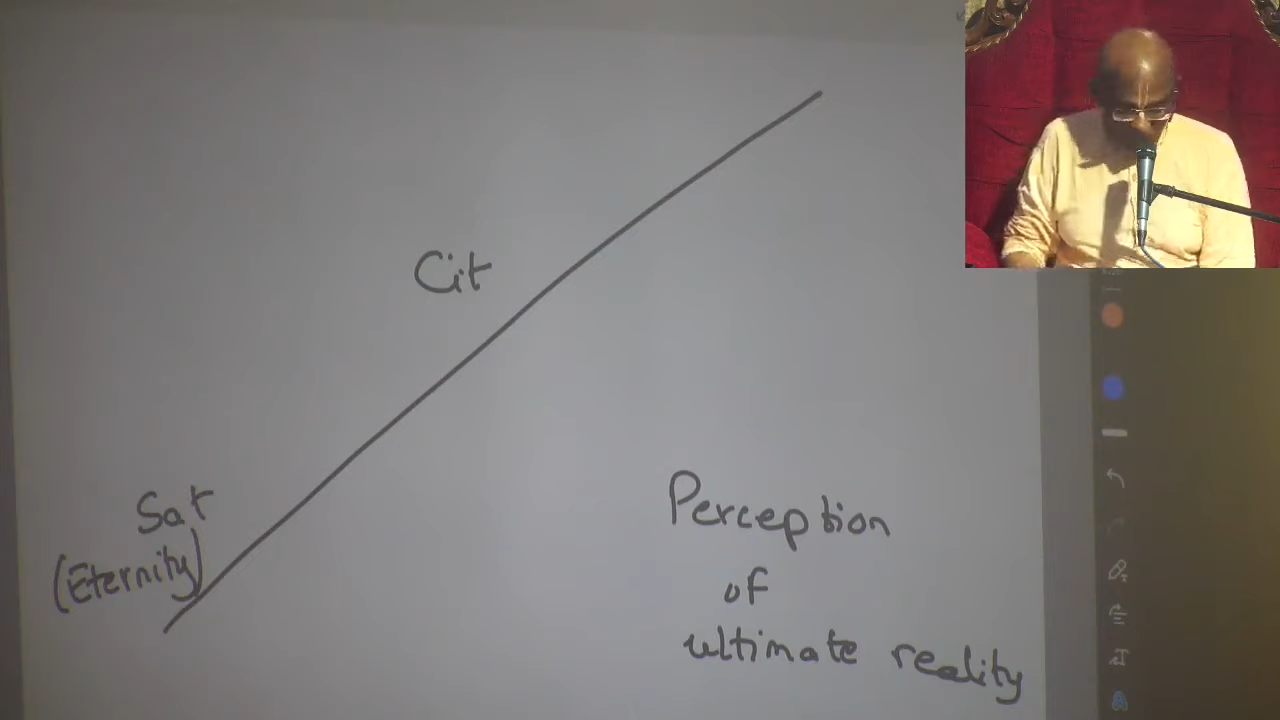 Cit
Sat
(Eternity)
Perception
of
ultimate reality